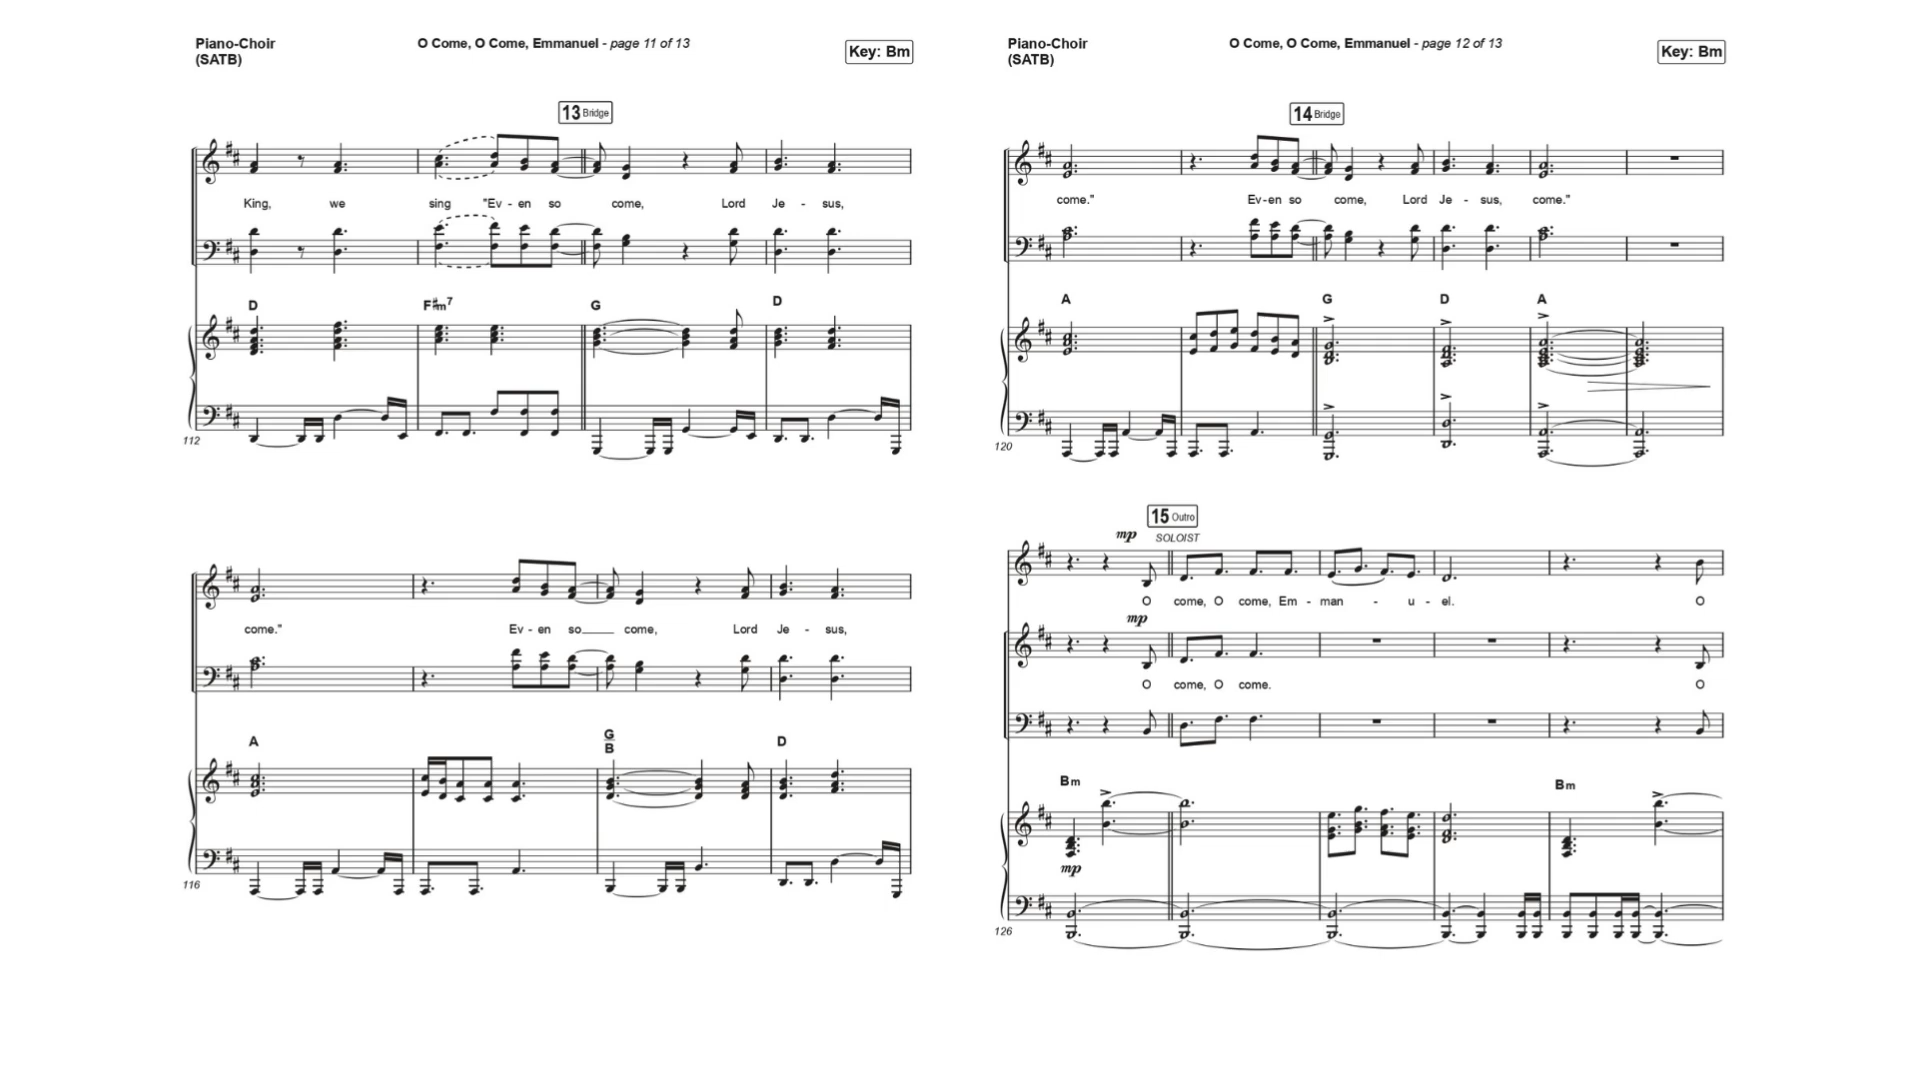 Piano-Choir
(SATB)
O Come, O Come, Emmanuel - page 11 of 13
Key: Bm
13 Bridge
King, we sing "Ev - en so come, Lord Je - sus,
D F#m7 G D
112
come." Ev - en so____ come, Lord Je - sus,
A G/B D
116
Piano-Choir
(SATB)
O Come, O Come, Emmanuel - page 12 of 13
Key: Bm
14 Bridge
come." Ev-en so come, Lord Je - sus, come."
A G D A
120
15 Outro
mp SOLOIST
O come, O come, Em - man - u - el. O
mp
O come, O come. O
Bm Bm
mp
126